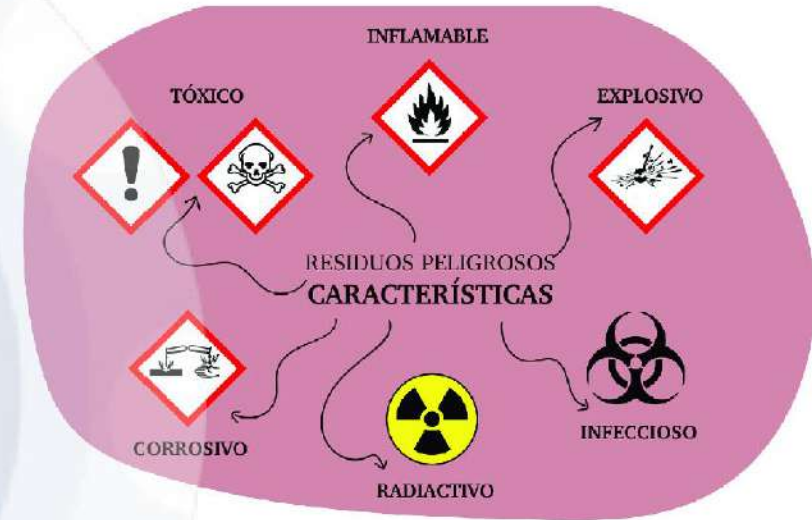 INFLAMABLE
TÓXICO
EXPLOSIVO
RESIDUOS PELIGROSOS
CARACTERÍSTICAS
CORROSIVO
INFECCIOSO
RADIACTIVO